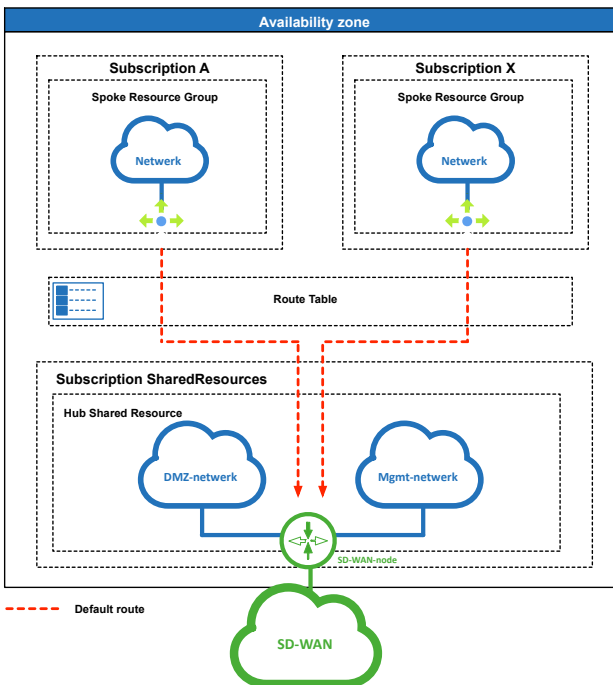 Availability zone
Subscription A
Subscription X
Spoke Resource Group
Spoke Resource Group
Netwerk
Netwerk
Route Table
Subscription SharedResources
Hub Shared Resource
DMZ-netwerk
Mgmt-netwerk
SD-WAN-node
Default route
SD-WAN